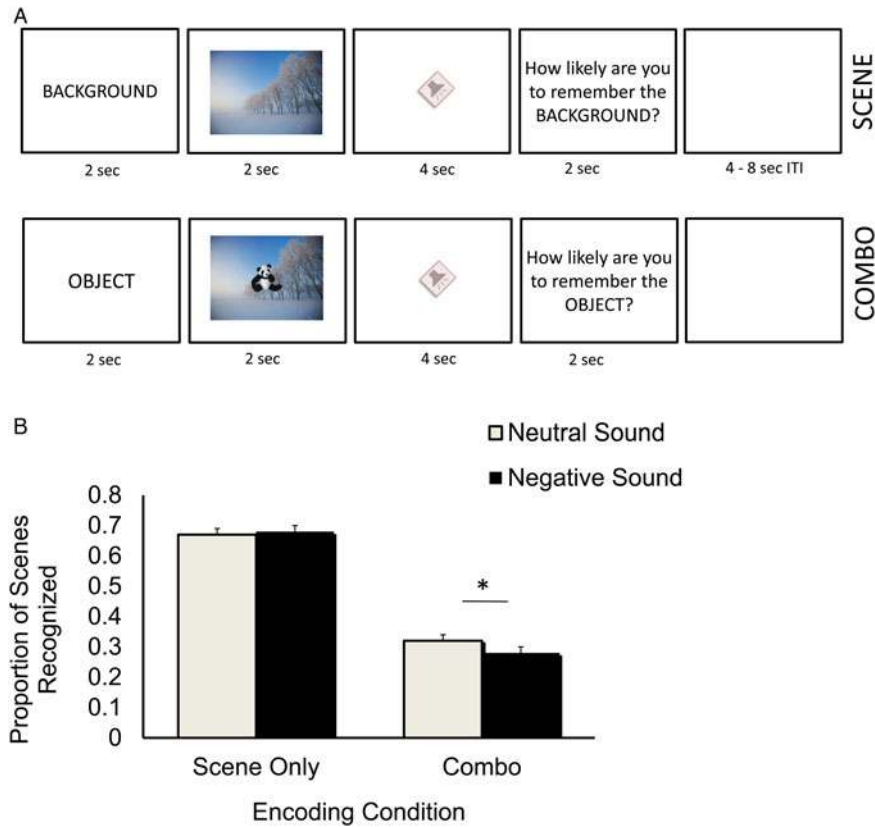 A
BACKGROUND
How likely are you
to remember the
BACKGROUND?
SCENE
2 sec
2 sec
4 sec
2 sec
4 - 8 sec ITI
OBJECT
How likely are you
to remember the
OBJECT?
COMBO
2 sec
2 sec
4 sec
2 sec
B
Neutral Sound
Negative Sound
Proportion of Scenes
Recognized
0.8
0.7
0.6
0.5
0.4
0.3
0.2
0.1
0
*
Scene Only
Combo
Encoding Condition